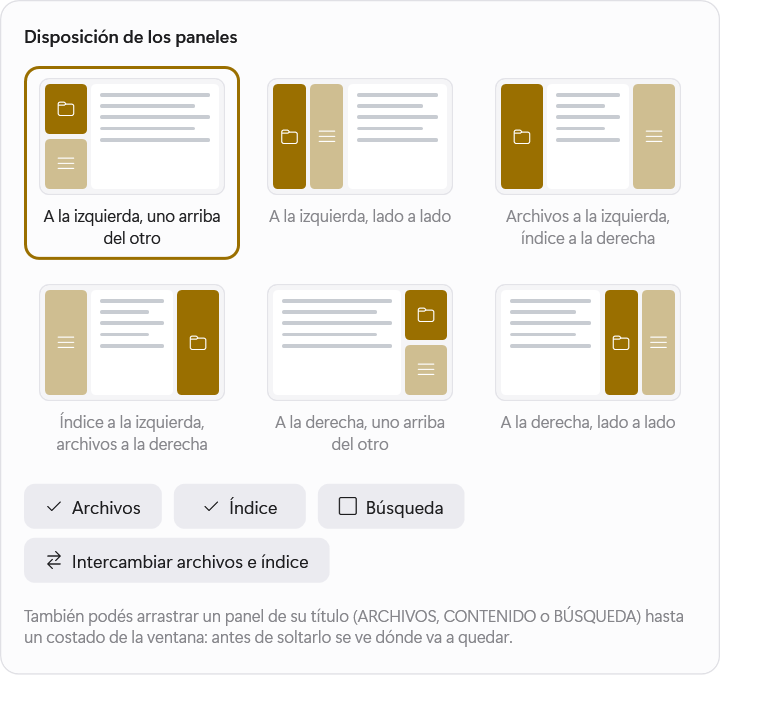 Disposición de los paneles
A la izquierda, uno arriba
del otro
A la izquierda, lado a lado
Archivos a la izquierda,
índice a la derecha
Índice a la izquierda,
archivos a la derecha
A la derecha, uno arriba
del otro
A la derecha, lado a lado
Archivos
Índice
Búsqueda
Intercambiar archivos e índice
También podés arrastrar un panel de su título (ARCHIVOS, CONTENIDO o BÚSQUEDA) hasta
un costado de la ventana: antes de soltarlo se ve dónde va a quedar.